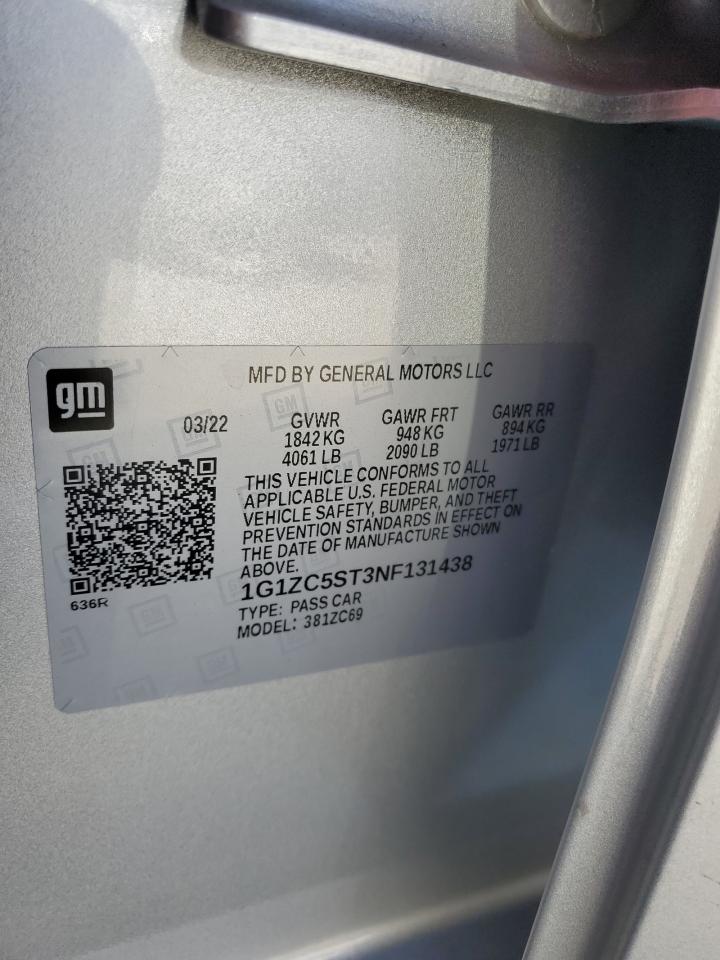 MFD BY GENERAL MOTORS LLC
gm
03/22 GVWR GAWR FRT GAWR RR
1842 KG 948 KG 894 KG
4061 LB 2090 LB 1971 LB
THIS VEHICLE CONFORMS TO ALL
APPLICABLE U.S. FEDERAL MOTOR
VEHICLE SAFETY, BUMPER, AND THEFT
PREVENTION STANDARDS IN EFFECT ON
THE DATE OF MANUFACTURE SHOWN
ABOVE.
1G1ZC5ST3NF131438
636R
TYPE: PASS CAR
MODEL: 381ZC69